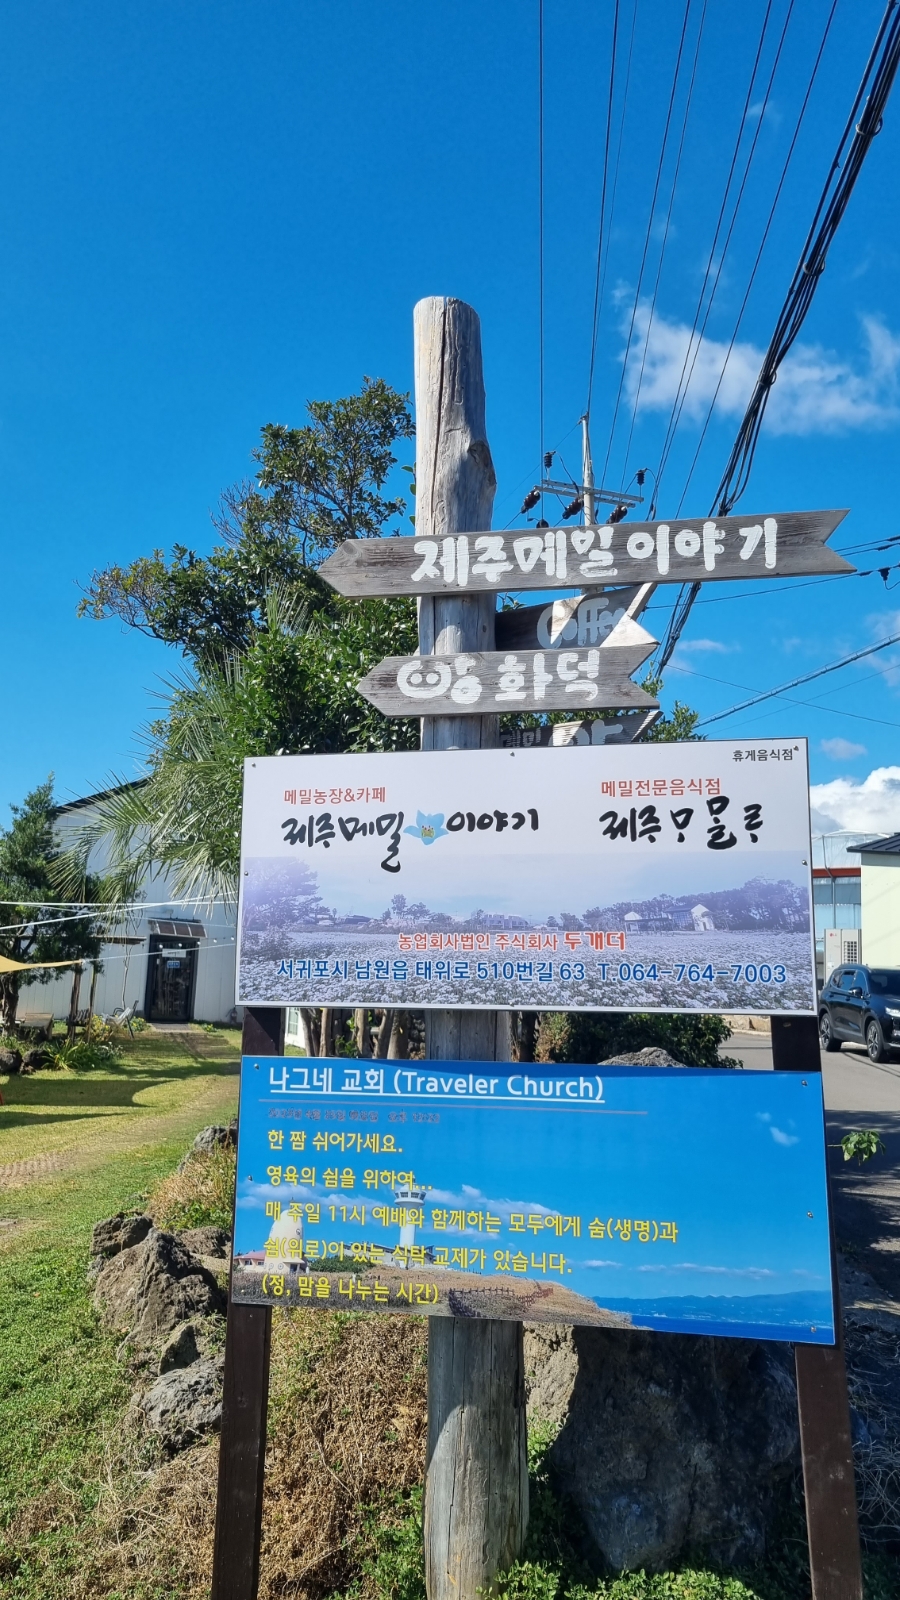 제주메밀 이야기
Coffee
화덕
휴게음식점
메밀농장&카페
제주메밀 이야기
메밀전문음식점
농업회사법인 주식회사 두개더
서귀포시 남원읍 태위로 510번길 63 T.064-764-7003
나그네 교회 (Traveler Church)
한 짬 쉬어가세요.
영육의 쉼을 위하여...
매 주일 11시 예배와 함께하는 모두에게 숨(생명)과
쉼(위로)이 있는 식탁 교제가 있습니다.
(정, 맘을 나누는 시간)